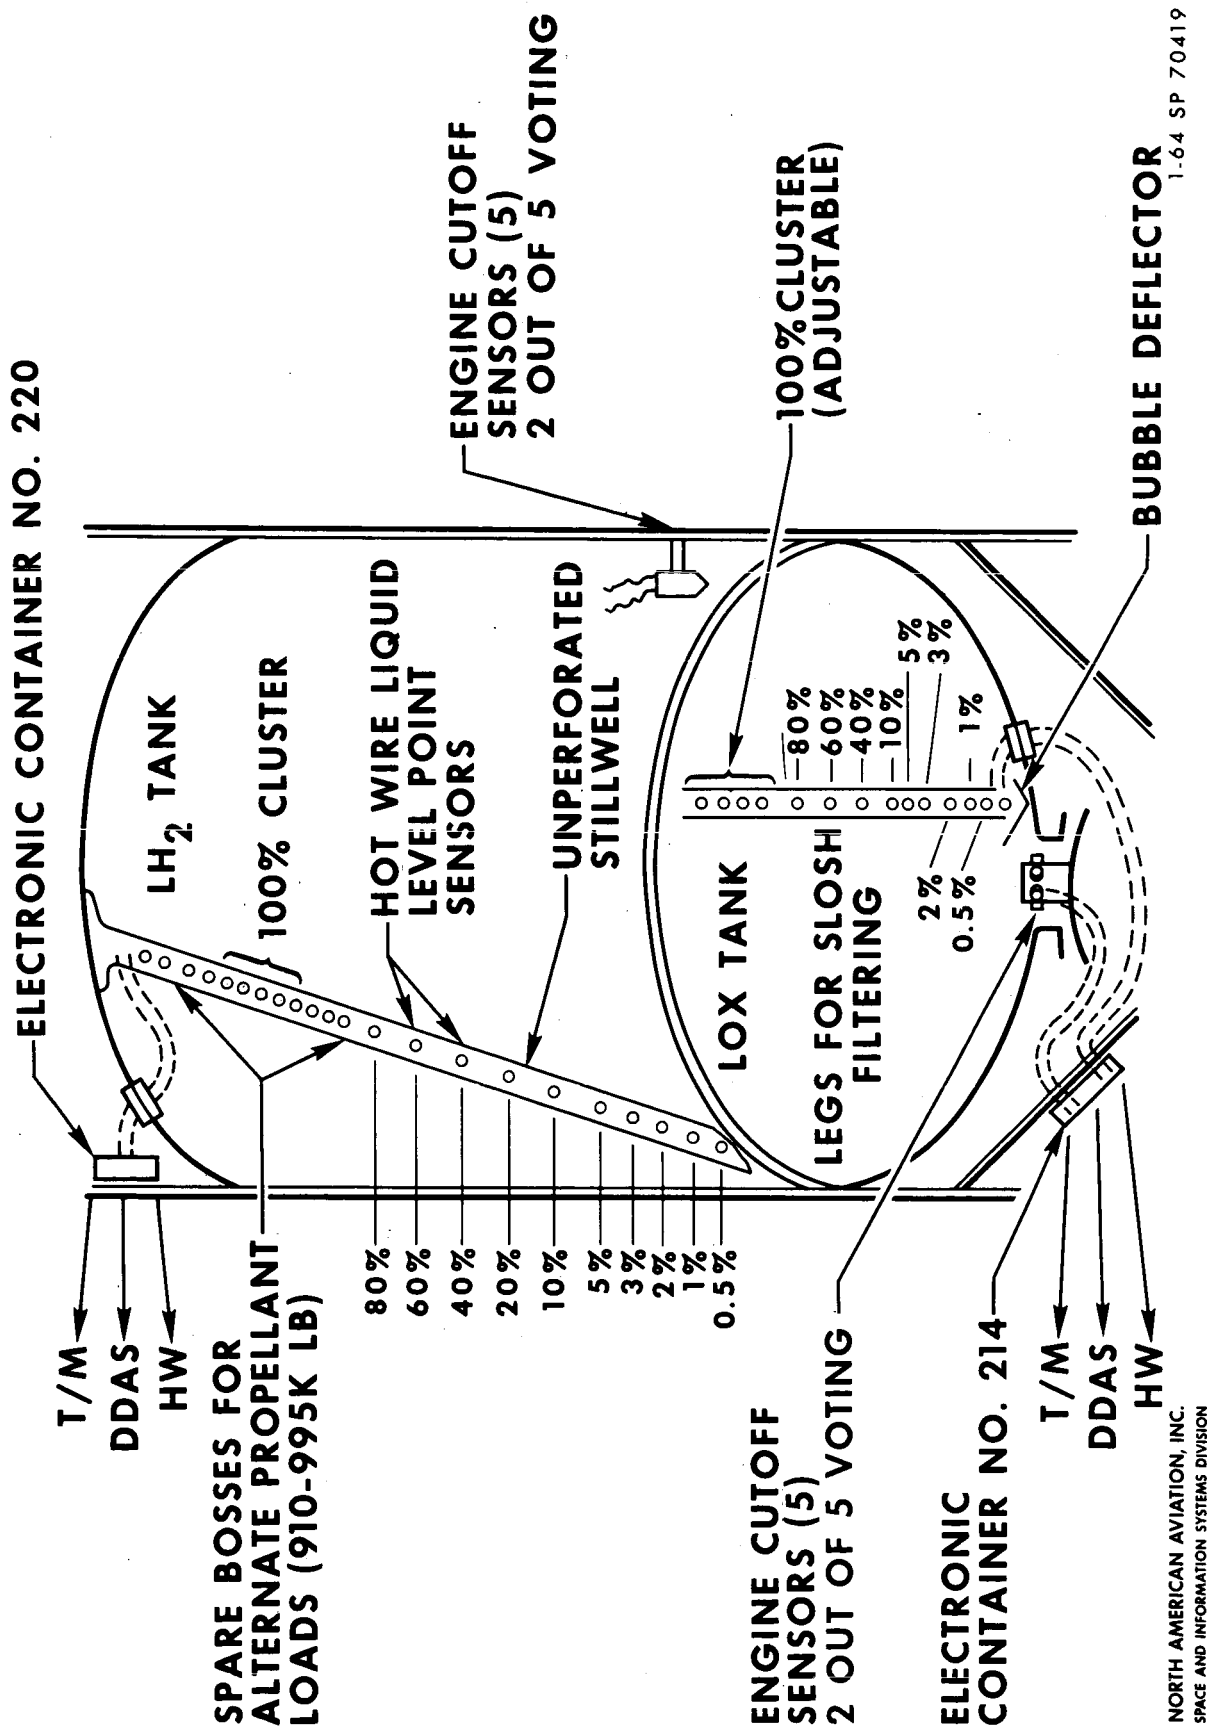 ELECTRONIC CONTAINER NO. 220
T/M
DDAS
HW
LH2 TANK
SPARE BOSSES FOR
ALTERNATE PROPELLANT
LOADS (910-995K LB)
100% CLUSTER
HOT WIRE LIQUID
LEVEL POINT
SENSORS
ENGINE CUTOFF
SENSORS (5)
2 OUT OF 5 VOTING
UNPERFORATED
STILLWELL
80%
60%
40%
20%
10%
5%
3%
2%
1%
0.5%
LOX TANK
100% CLUSTER
(ADJUSTABLE)
LEGS FOR SLOSH
FILTERING
80%
60%
40%
10%
5%
3%
2%
1%
0.5%
ENGINE CUTOFF
SENSORS (5)
2 OUT OF 5 VOTING
ELECTRONIC
CONTAINER NO. 214
T/M
DDAS
HW
BUBBLE DEFLECTOR
NORTH AMERICAN AVIATION, INC.
SPACE AND INFORMATION SYSTEMS DIVISION
1-64 SP 70419